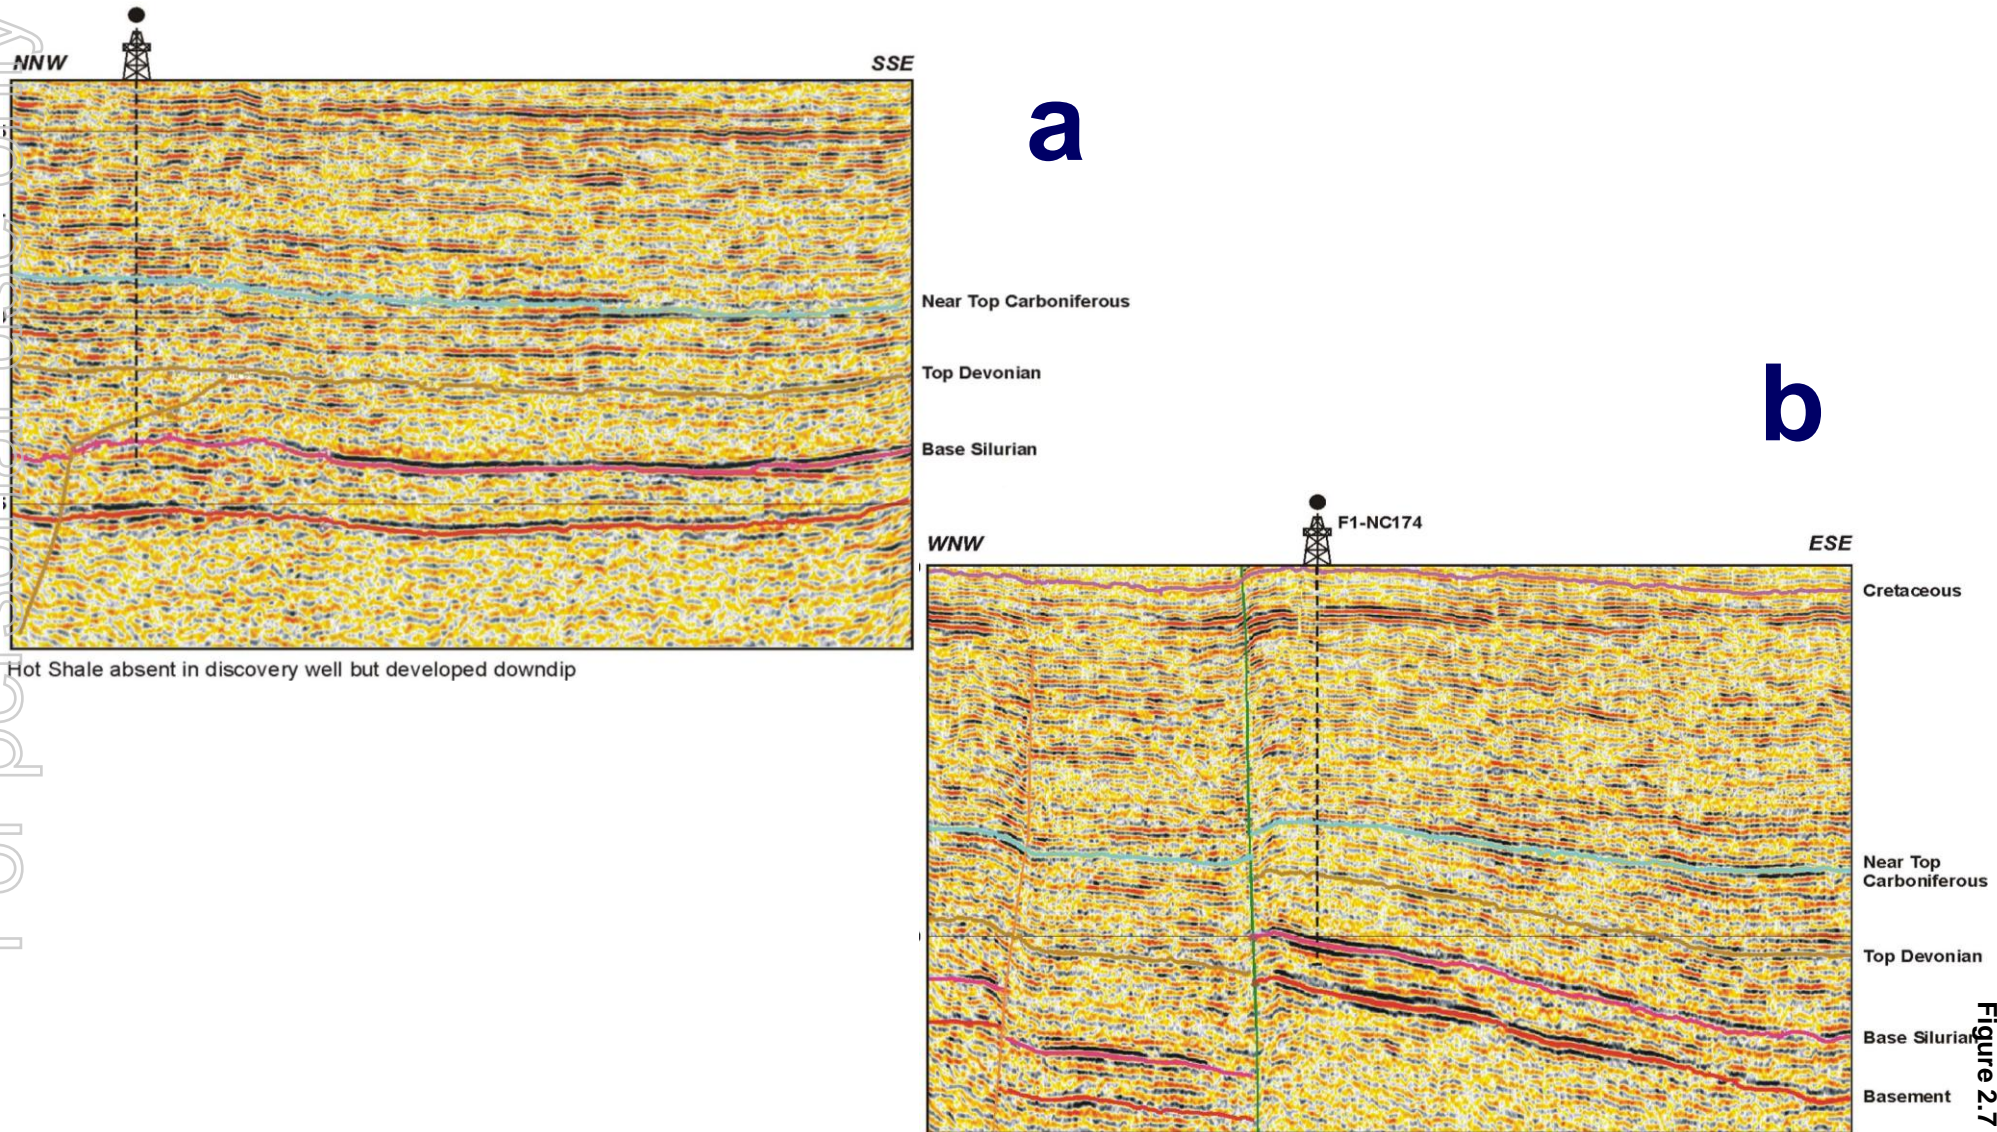 NNW
SSE
a
Near Top Carboniferous
Top Devonian
Base Silurian
Hot Shale absent in discovery well but developed downdip
b
F1-NC174
WNW
ESE
Cretaceous
Near Top
Carboniferous
Top Devonian
Base Silurian
Basement
Figure 2.7